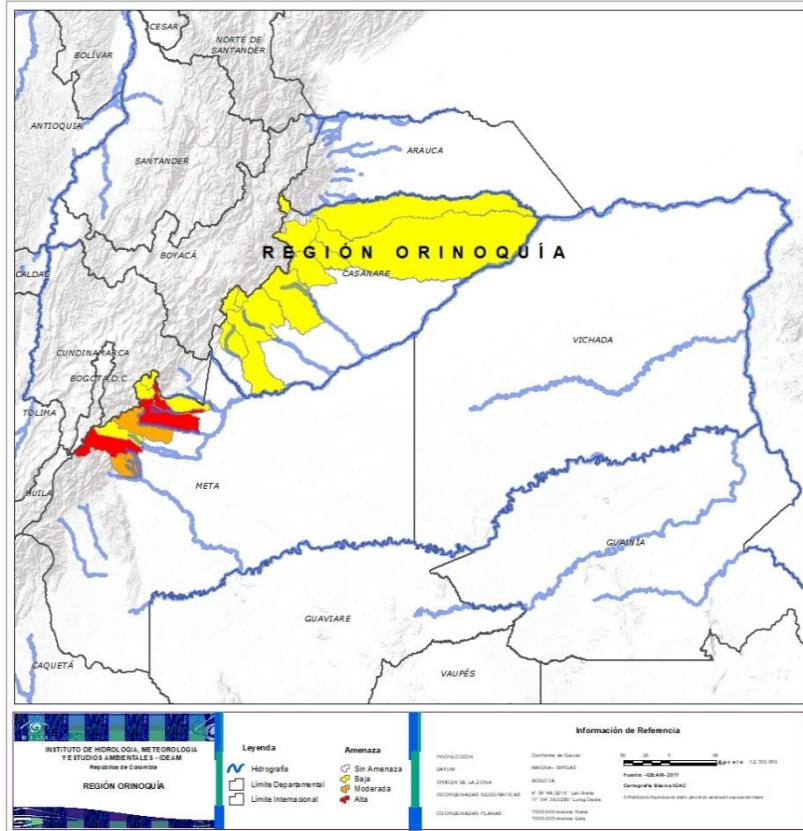 CESAR
NORTE DE
SANTANDER
BOLÍVAR
ANTIOQUIA
ARAUCA
SANTANDER
BOYACÁ
REGIÓN ORINOQUÍA
CALDAS
CASANARE
VICHADA
CUNDINAMARCA
BOGOTA D.C
TOLIMA
META
HUILA
GUAINÍA
GUAVIARE
CAQUETÁ
VAUPÉS
INSTITUTO DE HIDROLOGIA, METEOROLOGIA
Y ESTUDIOS AMBIENTALES - IDEAM
República de Colombia
REGIÓN ORINOQUÍA
Leyenda
Hidrografía
Límite Departamental
Límite Internacional
Amenaza
Sin Amenaza
Baja
Moderada
Alta
Información de Referencia
PROYECCIÓN
Conforme de Gauss
DATUM
MAGNA - SIRGAS
ORIGEN DE LA ZONA
BOGOTÁ
COORDENADAS GEOGRÁFICAS
COORDENADAS PLANAS
Fuente: -IDEAM- 2011
Cartografía Básica IGAC